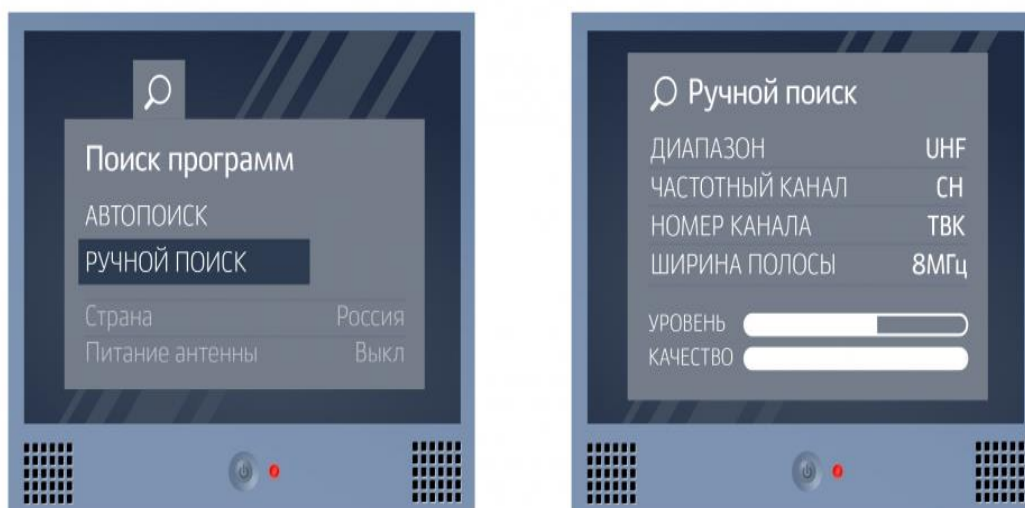 Поиск программ
АВТОПОИСК
РУЧНОЙ ПОИСК
Страна Россия
Питание антенны Выкл
Ручной поиск
ДИАПАЗОН UHF
ЧАСТОТНЫЙ КАНАЛ CH
НОМЕР КАНАЛА ТВК
ШИРИНА ПОЛОСЫ 8МГц
УРОВЕНЬ
КАЧЕСТВО